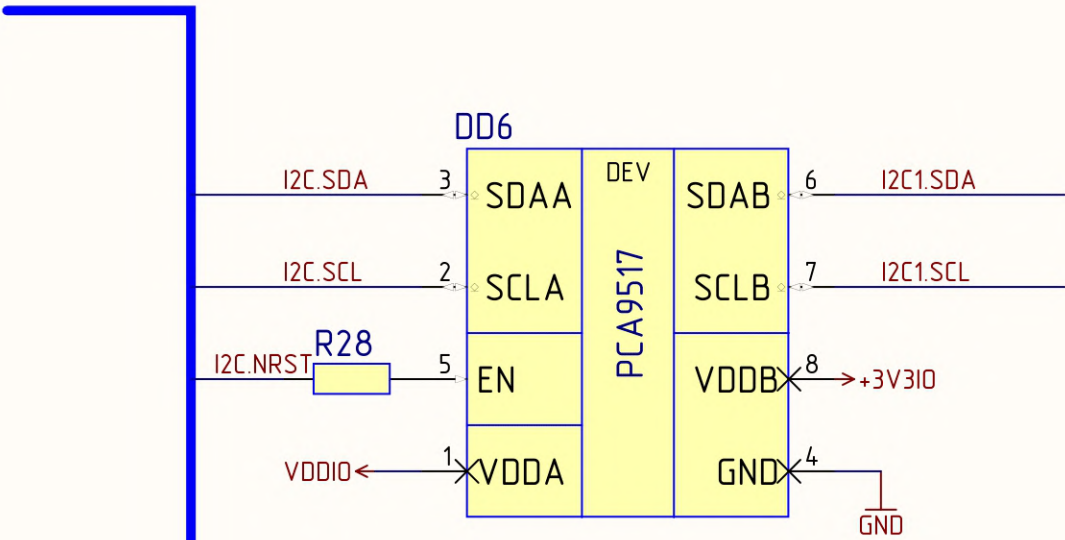 DD6
I2C.SDA 3 SDAA DEV SDAB 6 I2C1.SDA
I2C.SCL 2 SCLA PCA9517 SCLB 7 I2C1.SCL
I2C.NRST R28 5 EN VDDB 8 +3V3IO
VDDIO 1 VDDA GND 4
GND